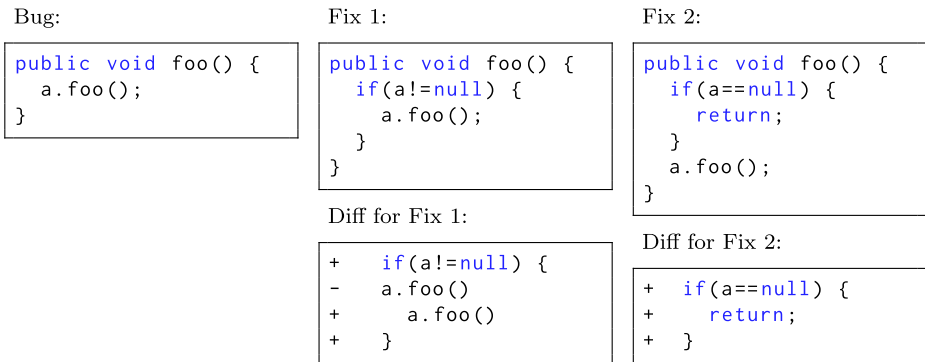 Bug:
public void foo() {
  a.foo();
}
Fix 1:
public void foo() {
  if(a!=null) {
    a.foo();
  }
}
Diff for Fix 1:
+   if(a!=null) {
-   a.foo()
+     a.foo()
+   }
Fix 2:
public void foo() {
  if(a==null) {
    return;
  }
  a.foo();
}
Diff for Fix 2:
+  if(a==null) {
+    return;
+  }